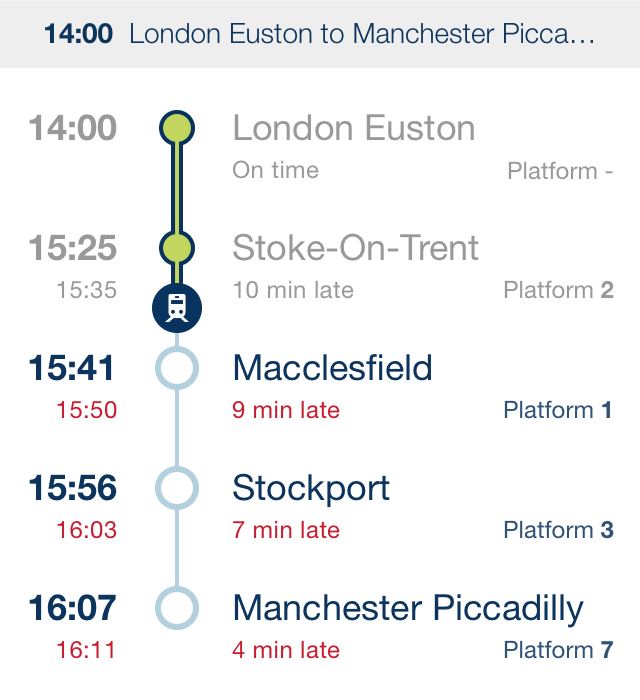 14:00 London Euston to Manchester Picca...
14:00 London Euston
On time Platform -
15:25 Stoke-On-Trent
15:35 10 min late Platform 2
15:41 Macclesfield
15:50 9 min late Platform 1
15:56 Stockport
16:03 7 min late Platform 3
16:07 Manchester Piccadilly
16:11 4 min late Platform 7